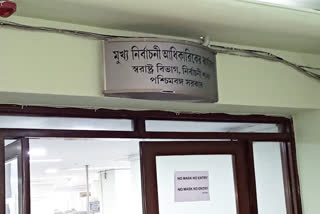 মুখ্য নির্বাচনী আধিকারিকের
স্বরাষ্ট্র বিভাগ, নির্বাচনী শাখা
পশ্চিমবঙ্গ সরকার
NO MASK NO ENTRY
NO MASK NO ENTRY